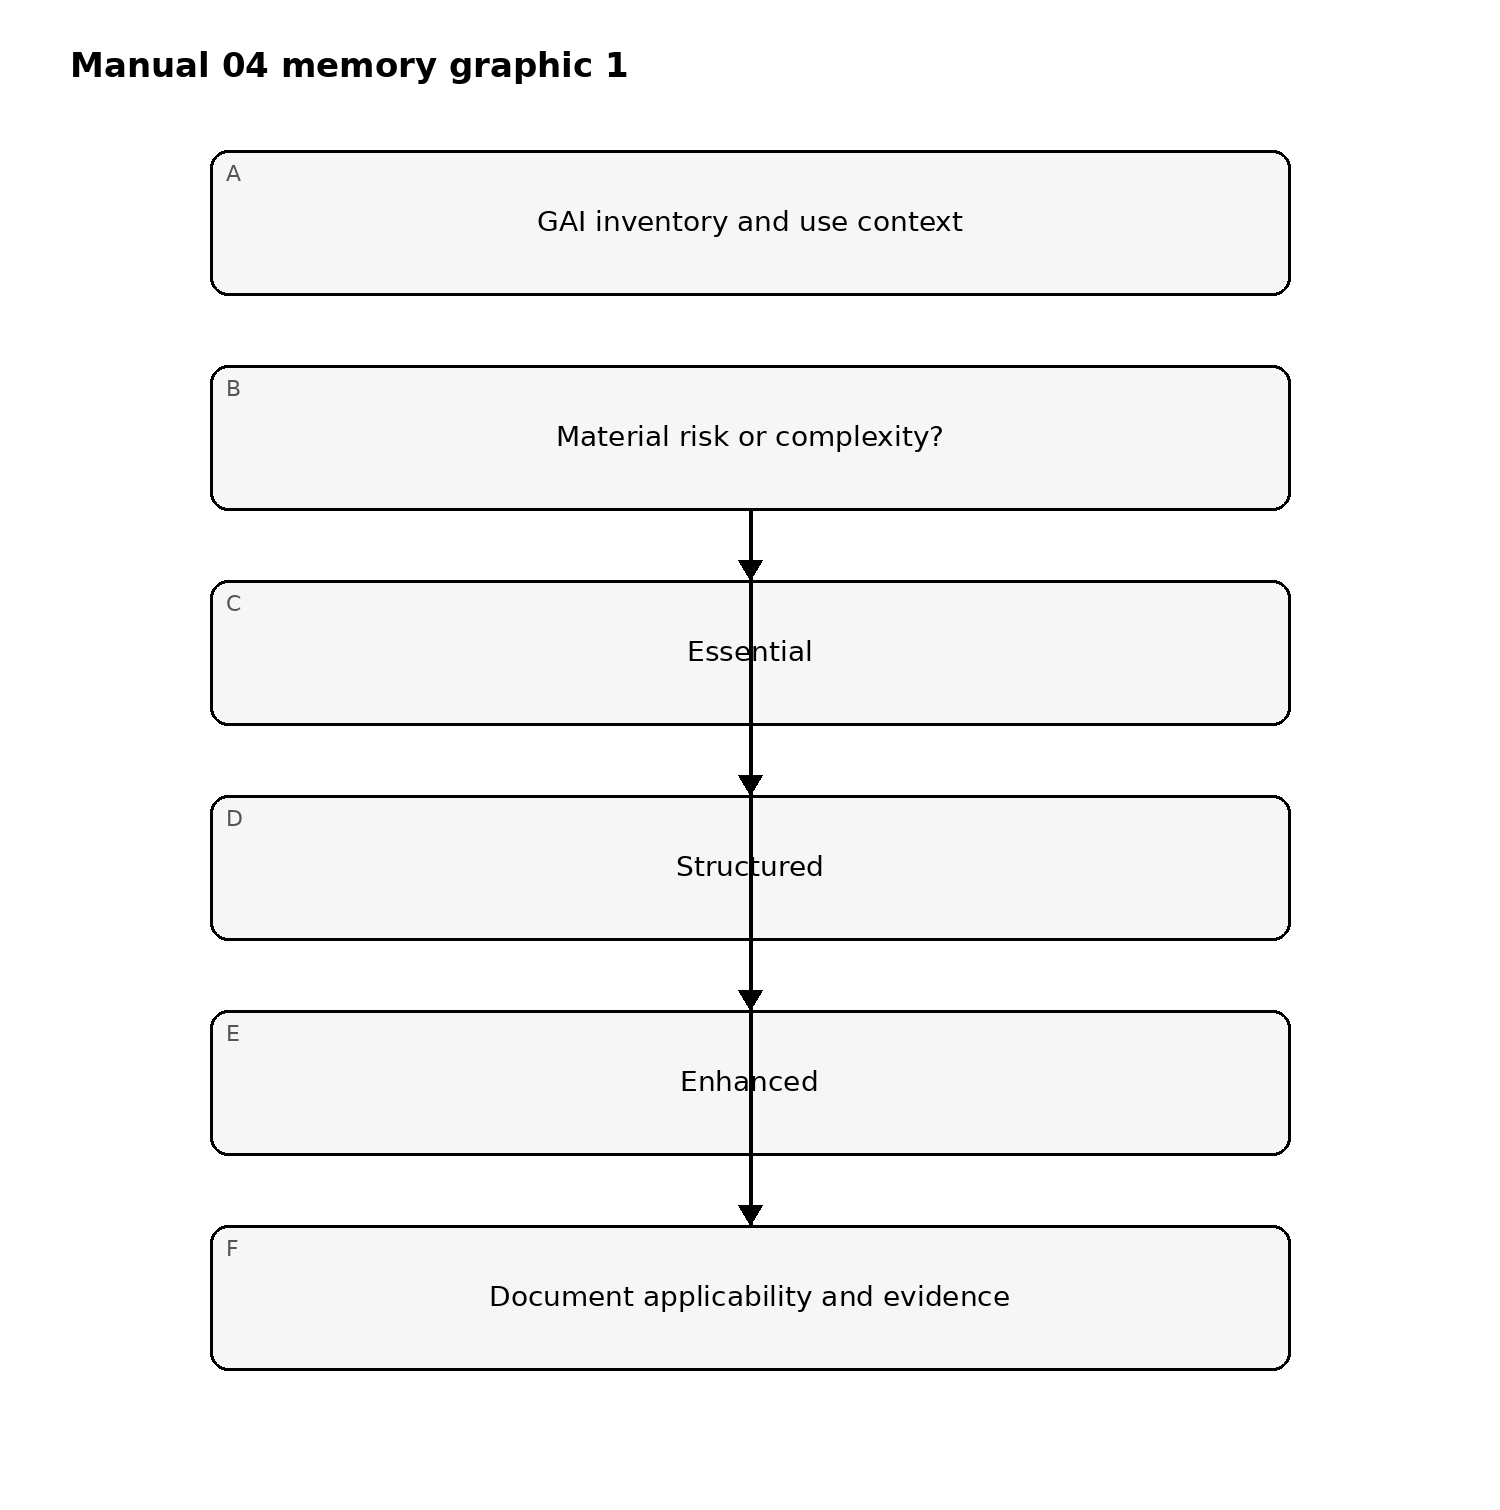 Manual 04 memory graphic 1
A
GAI inventory and use context
B
Material risk or complexity?
C
Essential
D
Structured
E
Enhanced
F
Document applicability and evidence